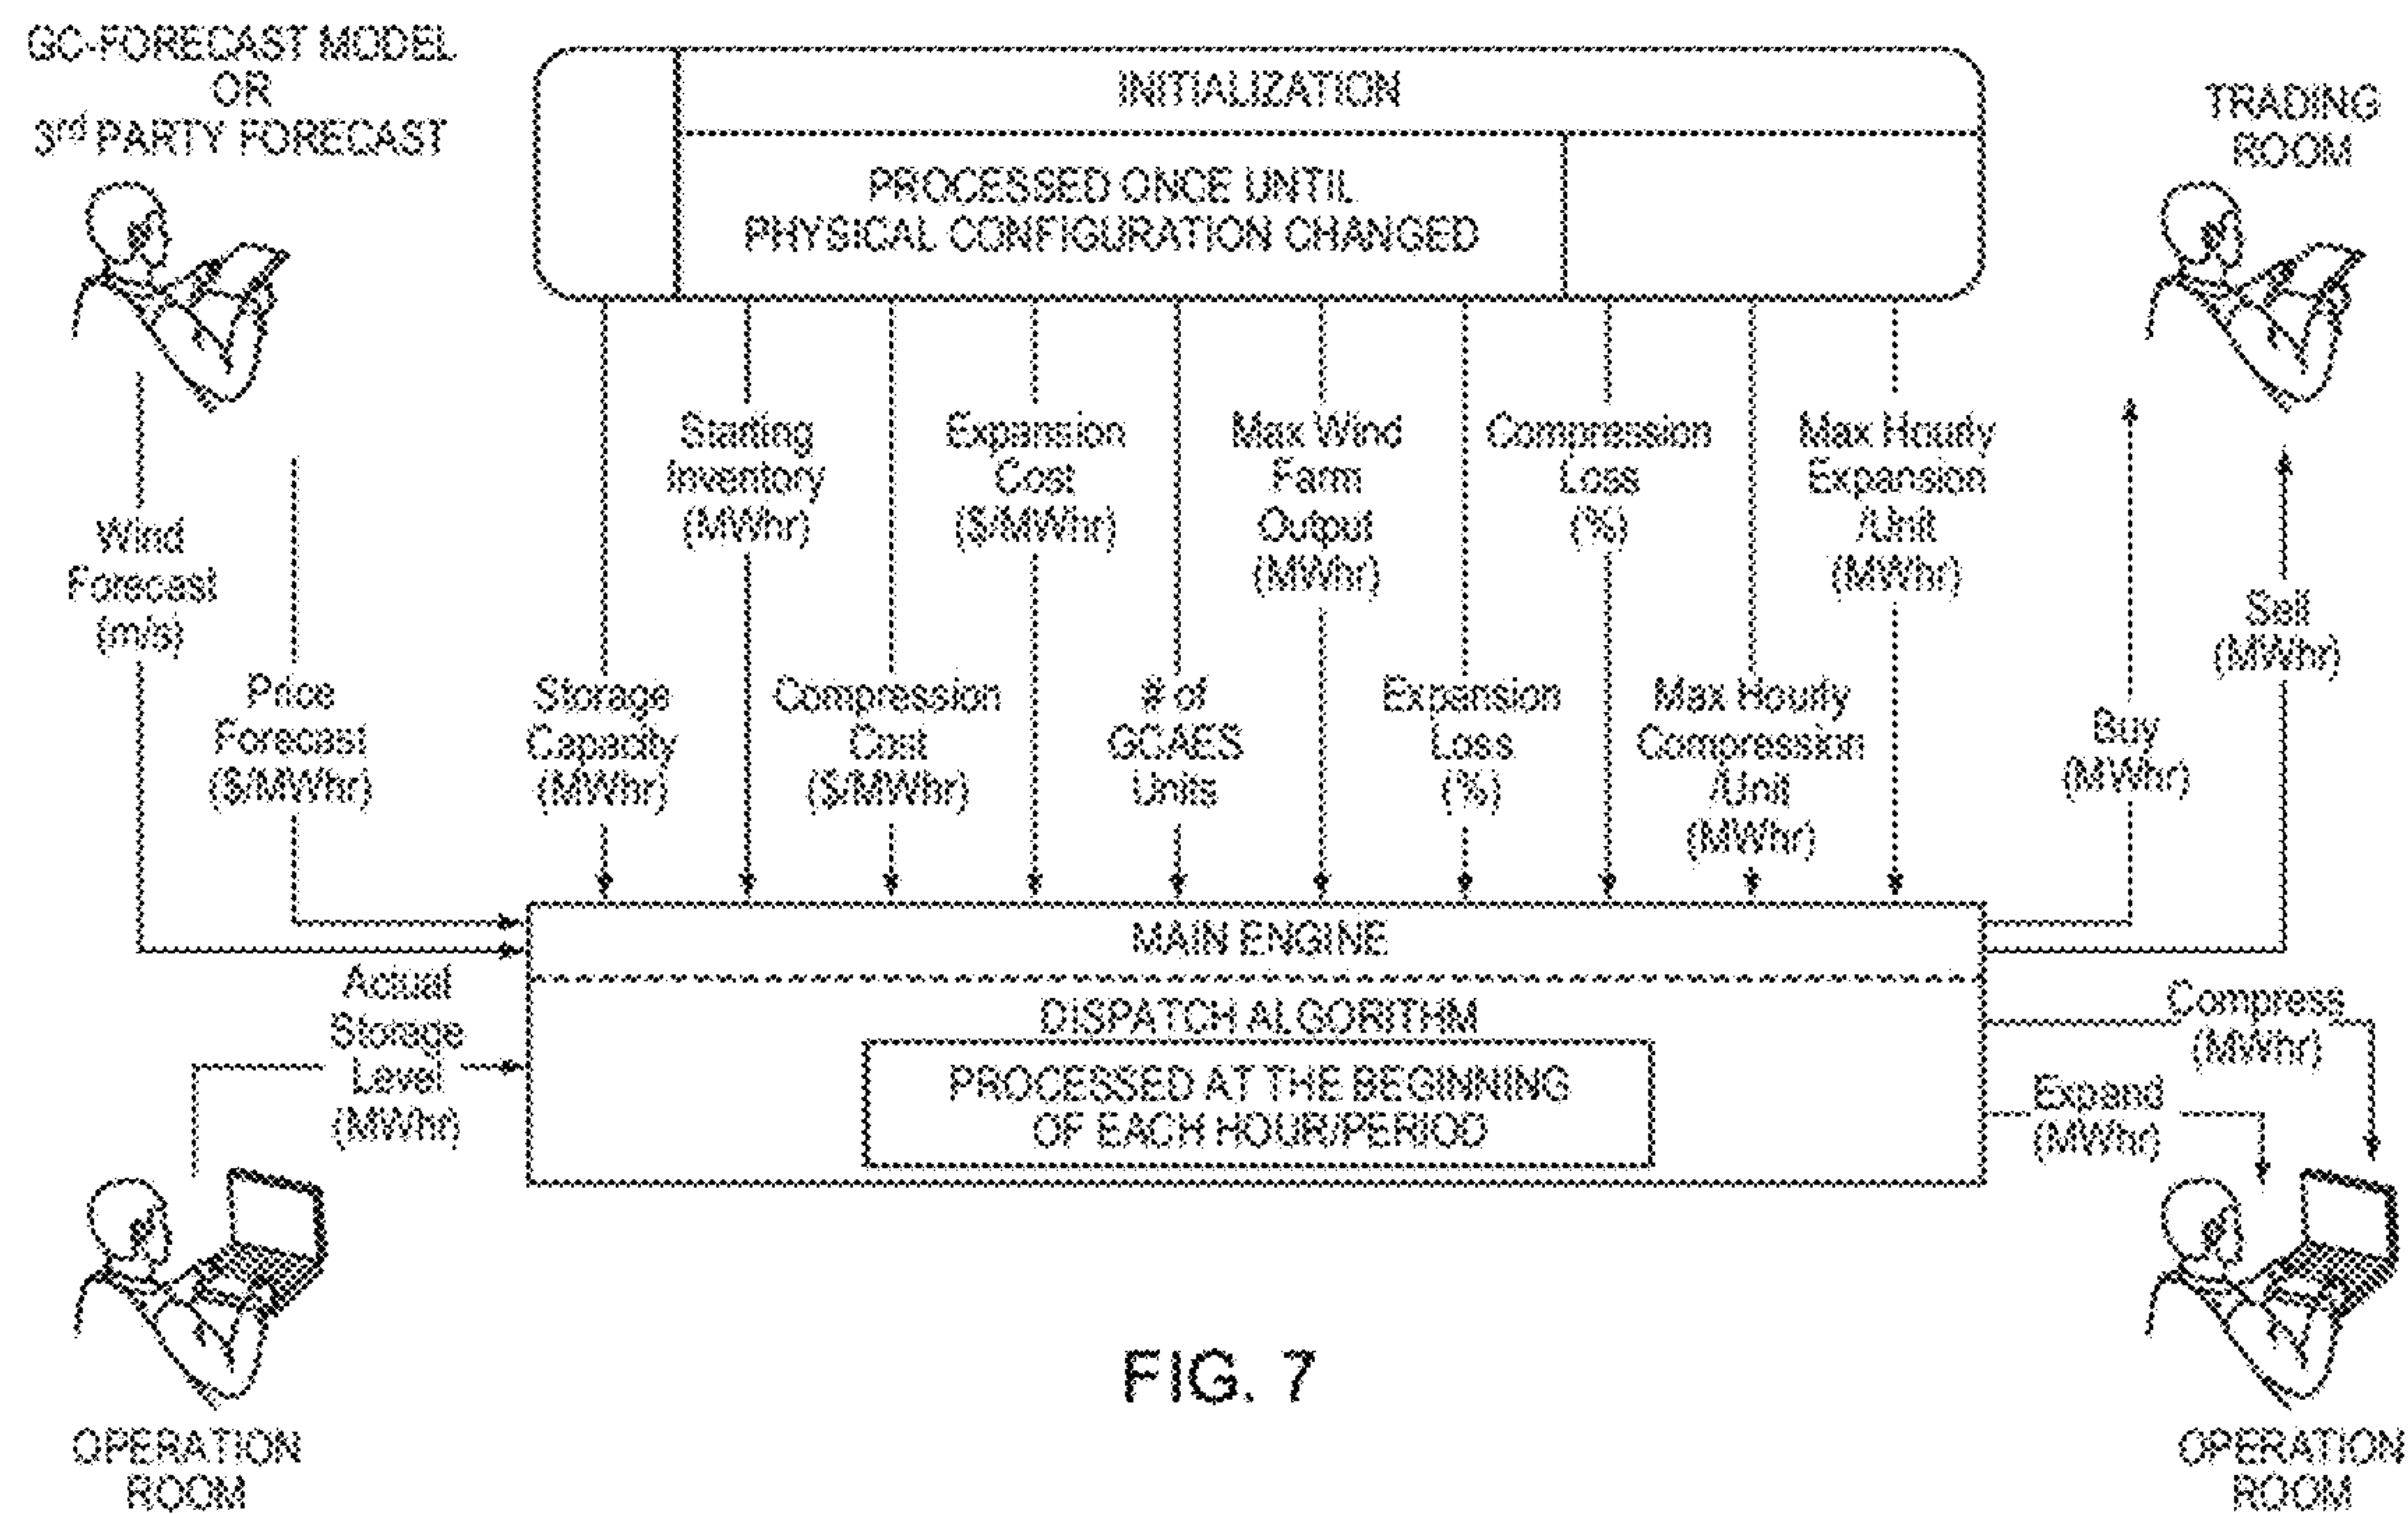 GC-FORECAST MODEL
OR
3rd PARTY FORECAST
INITIALIZATION
PROCESSED ONCE UNTIL
PHYSICAL CONFIGURATION CHANGED
TRADING
ROOM
Wind
Forecast
(m/s)
Price
Forecast
($/MWhr)
Storage
Capacity
(MWhr)
Starting
Inventory
(MWhr)
Compression
Cost
($/MWhr)
Expansion
Cost
($/MWhr)
# of
GCAES
Units
Max Wind
Farm
Output
(MWhr)
Expansion
Loss
(%)
Compression
Loss
(%)
Max Hourly
Compression
/Unit
(MWhr)
Max Hourly
Expansion
/Unit
(MWhr)
Buy
(MWhr)
Sell
(MWhr)
MAIN ENGINE
DISPATCH ALGORITHM
PROCESSED AT THE BEGINNING
OF EACH HOUR/PERIOD
Actual
Storage
Level
(MWhr)
Compress
(MWhr)
Expand
(MWhr)
OPERATION
ROOM
OPERATION
ROOM
FIG. 7